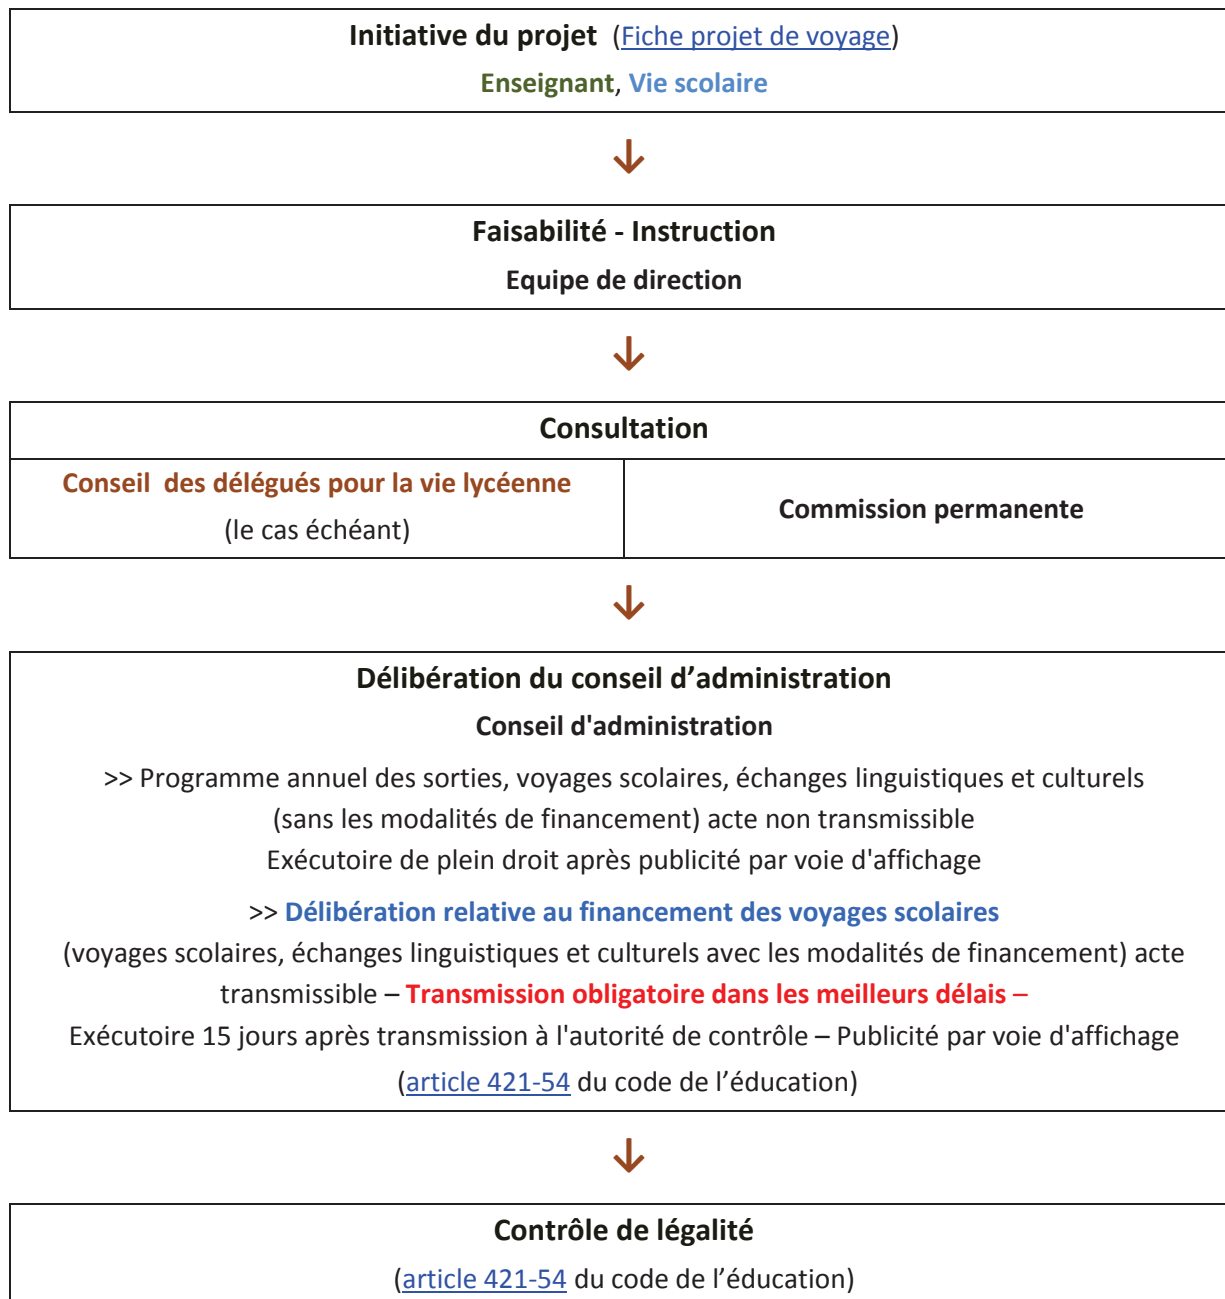 Initiative du projet (Fiche projet de voyage)
Enseignant, Vie scolaire
Faisabilité - Instruction
Equipe de direction
Consultation
Conseil des délégués pour la vie lycéenne
(le cas échéant)
Commission permanente
Délibération du conseil d’administration
Conseil d'administration
>> Programme annuel des sorties, voyages scolaires, échanges linguistiques et culturels
(sans les modalités de financement) acte non transmissible
Exécutoire de plein droit après publicité par voie d'affichage
>> Délibération relative au financement des voyages scolaires
(voyages scolaires, échanges linguistiques et culturels avec les modalités de financement) acte
transmissible – Transmission obligatoire dans les meilleurs délais –
Exécutoire 15 jours après transmission à l'autorité de contrôle – Publicité par voie d'affichage
(article 421-54 du code de l’éducation)
Contrôle de légalité
(article 421-54 du code de l’éducation)